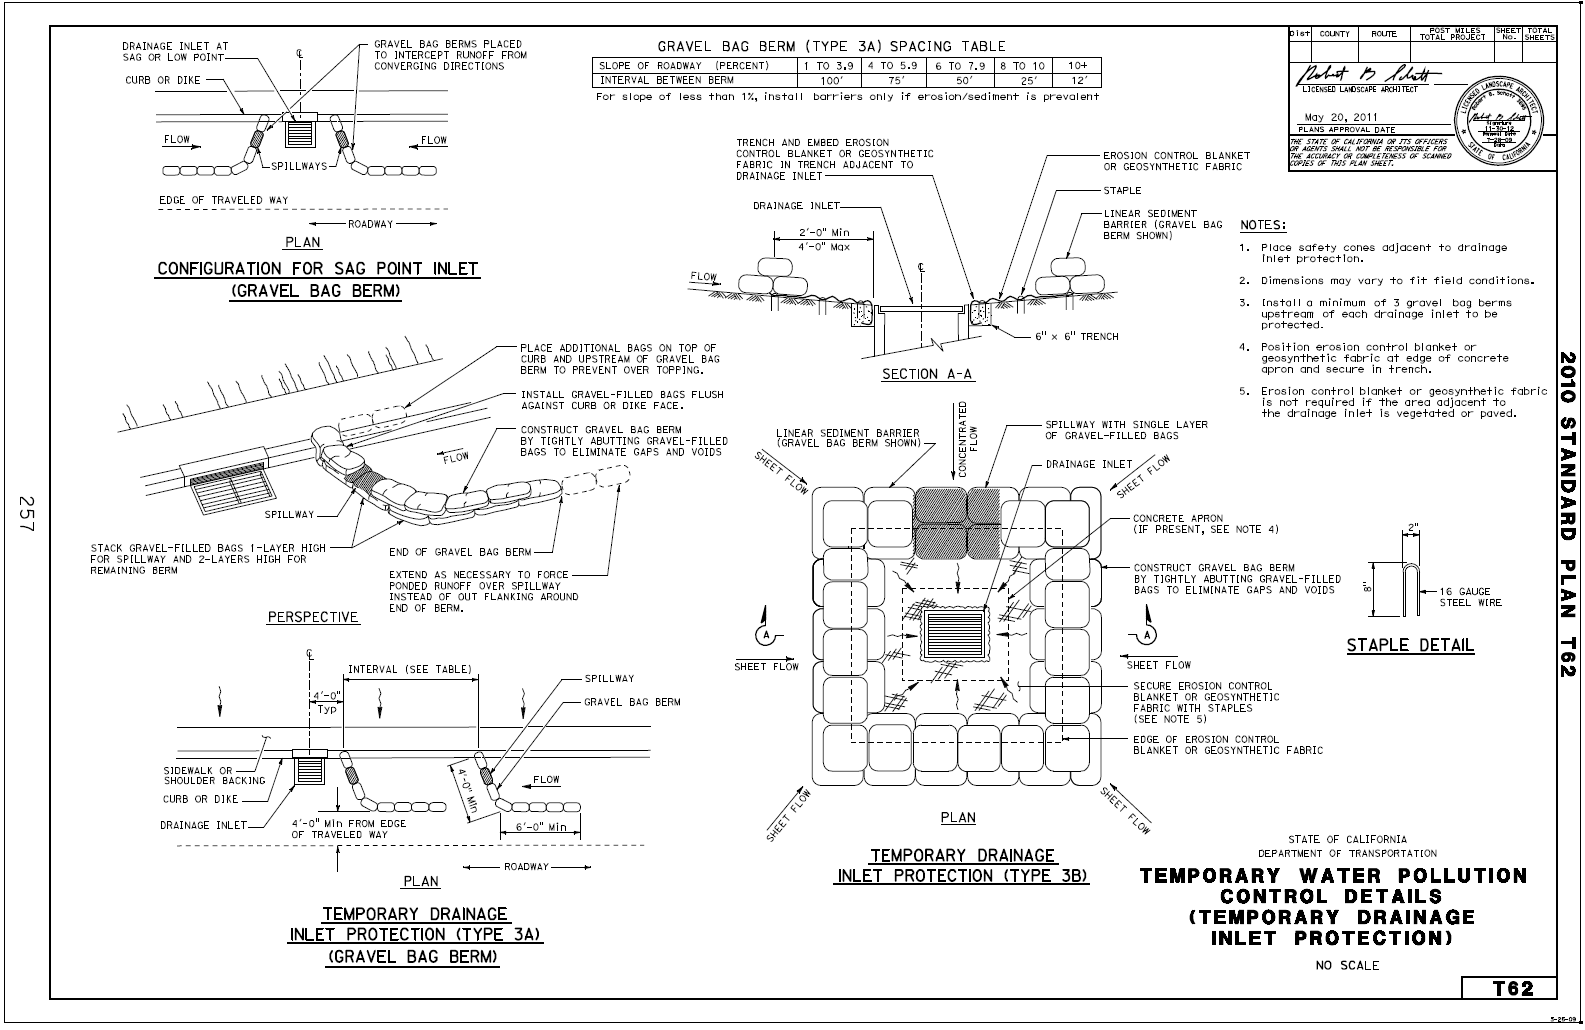 DRAINAGE INLET AT
SAG OR LOW POINT
CURB OR DIKE
℄
GRAVEL BAG BERMS PLACED
TO INTERCEPT RUNOFF FROM
CONVERGING DIRECTIONS
FLOW
FLOW
SPILLWAYS
EDGE OF TRAVELED WAY
ROADWAY
PLAN
CONFIGURATION FOR SAG POINT INLET
(GRAVEL BAG BERM)
GRAVEL BAG BERM (TYPE 3A) SPACING TABLE
SLOPE OF ROADWAY (PERCENT) 1 TO 3.9 4 TO 5.9 6 TO 7.9 8 TO 10 10+
INTERVAL BETWEEN BERM 100' 75' 50' 25' 12'
For slope of less than 1%, install barriers only if erosion/sediment is prevalent
TRENCH AND EMBED EROSION
CONTROL BLANKET OR GEOSYNTHETIC
FABRIC IN TRENCH ADJACENT TO
DRAINAGE INLET
DRAINAGE INLET
2'-0" Min
4'-0" Max
FLOW
℄
EROSION CONTROL BLANKET
OR GEOSYNTHETIC FABRIC
STAPLE
LINEAR SEDIMENT
BARRIER (GRAVEL BAG
BERM SHOWN)
6" x 6" TRENCH
SECTION A-A
Dist COUNTY ROUTE POST MILES TOTAL PROJECT SHEET No. TOTAL SHEETS
Robert B Schott
LICENSED LANDSCAPE ARCHITECT
May 20, 2011
PLANS APPROVAL DATE
THE STATE OF CALIFORNIA OR ITS OFFICERS
OR AGENTS SHALL NOT BE RESPONSIBLE FOR
THE ACCURACY OR COMPLETENESS OF SCANNED
COPIES OF THIS PLAN SHEET.
LICENSED LANDSCAPE ARCHITECT
Signature
11-30-12
Renewal Date
Date
STATE OF CALIFORNIA
NOTES:
1. Place safety cones adjacent to drainage
inlet protection.
2. Dimensions may vary to fit field conditions.
3. Install a minimum of 3 gravel bag berms
upstream of each drainage inlet to be
protected.
4. Position erosion control blanket or
geosynthetic fabric at edge of concrete
apron and secure in trench.
5. Erosion control blanket or geosynthetic fabric
is not required if the area adjacent to
the drainage inlet is vegetated or paved.
PLACE ADDITIONAL BAGS ON TOP OF
CURB AND UPSTREAM OF GRAVEL BAG
BERM TO PREVENT OVER TOPPING.
INSTALL GRAVEL-FILLED BAGS FLUSH
AGAINST CURB OR DIKE FACE.
CONSTRUCT GRAVEL BAG BERM
BY TIGHTLY ABUTTING GRAVEL-FILLED
BAGS TO ELIMINATE GAPS AND VOIDS
FLOW
SPILLWAY
STACK GRAVEL-FILLED BAGS 1-LAYER HIGH
FOR SPILLWAY AND 2-LAYERS HIGH FOR
REMAINING BERM
END OF GRAVEL BAG BERM
EXTEND AS NECESSARY TO FORCE
PONDED RUNOFF OVER SPILLWAY
INSTEAD OF OUT FLANKING AROUND
END OF BERM.
PERSPECTIVE
℄
INTERVAL (SEE TABLE)
4'-0"
Typ
SPILLWAY
GRAVEL BAG BERM
SIDEWALK OR
SHOULDER BACKING
CURB OR DIKE
DRAINAGE INLET
4'-0" Min FROM EDGE
OF TRAVELED WAY
4'-0" Min
FLOW
6'-0" Min
ROADWAY
PLAN
TEMPORARY DRAINAGE
INLET PROTECTION (TYPE 3A)
(GRAVEL BAG BERM)
LINEAR SEDIMENT BARRIER
(GRAVEL BAG BERM SHOWN)
CONCENTRATED
FLOW
SPILLWAY WITH SINGLE LAYER
OF GRAVEL-FILLED BAGS
DRAINAGE INLET
SHEET FLOW
SHEET FLOW
CONCRETE APRON
(IF PRESENT, SEE NOTE 4)
CONSTRUCT GRAVEL BAG BERM
BY TIGHTLY ABUTTING GRAVEL-FILLED
BAGS TO ELIMINATE GAPS AND VOIDS
A
A
SHEET FLOW
SHEET FLOW
SECURE EROSION CONTROL
BLANKET OR GEOSYNTHETIC
FABRIC WITH STAPLES
(SEE NOTE 5)
EDGE OF EROSION CONTROL
BLANKET OR GEOSYNTHETIC FABRIC
SHEET FLOW
SHEET FLOW
PLAN
TEMPORARY DRAINAGE
INLET PROTECTION (TYPE 3B)
2"
8"
16 GAUGE
STEEL WIRE
STAPLE DETAIL
STATE OF CALIFORNIA
DEPARTMENT OF TRANSPORTATION
TEMPORARY WATER POLLUTION
CONTROL DETAILS
(TEMPORARY DRAINAGE
INLET PROTECTION)
NO SCALE
T62
2010 STANDARD PLAN T62
257
5-26-09